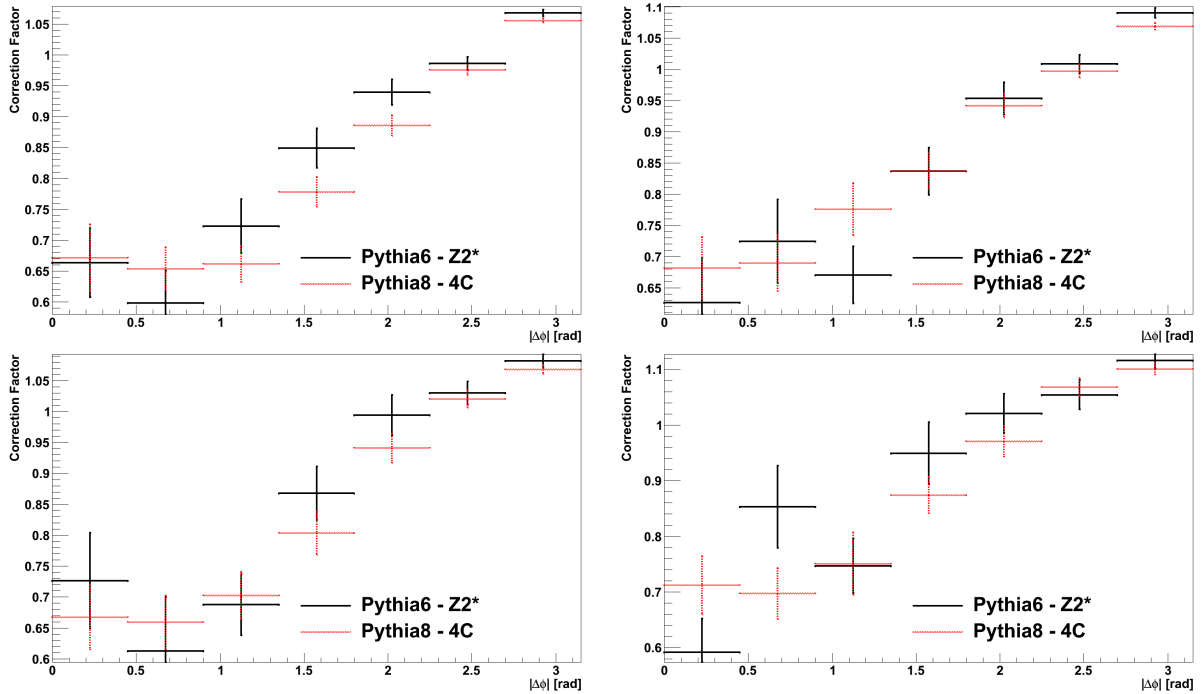 Correction Factor
1.05
1
0.95
0.9
0.85
0.8
0.75
0.7
0.65
0.6
Pythia6 - Z2*
Pythia8 - 4C
0 0.5 1 1.5 2 2.5 3
|Δϕ| [rad]
Correction Factor
1.1
1.05
1
0.95
0.9
0.85
0.8
0.75
0.7
0.65
Pythia6 - Z2*
Pythia8 - 4C
0 0.5 1 1.5 2 2.5 3
|Δϕ| [rad]
Correction Factor
1.05
1
0.95
0.9
0.85
0.8
0.75
0.7
0.65
0.6
Pythia6 - Z2*
Pythia8 - 4C
0 0.5 1 1.5 2 2.5 3
|Δϕ| [rad]
Correction Factor
1.1
1
0.9
0.8
0.7
0.6
Pythia6 - Z2*
Pythia8 - 4C
0 0.5 1 1.5 2 2.5 3
|Δϕ| [rad]